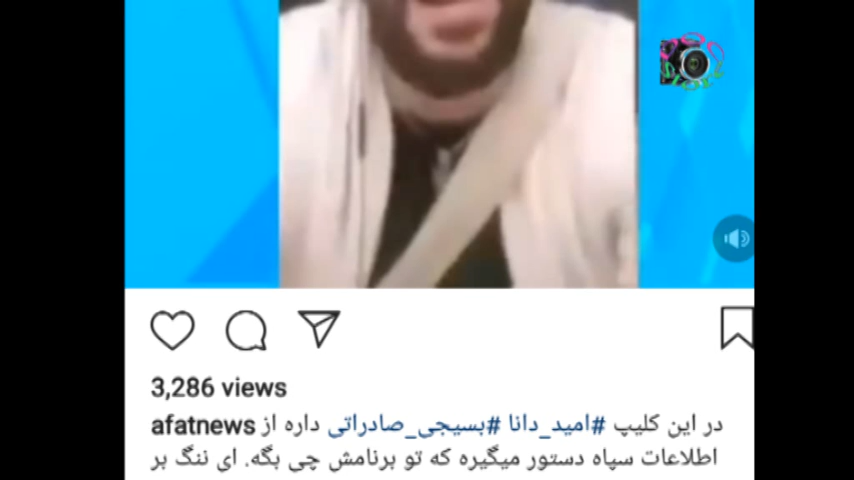 3,286 views
afatnews در این کلیپ #امید_دانا #بسیجی_صادراتی داره از
اطلاعات سپاه دستور میگیره که تو برنامش چی بگه. ای ننگ بر